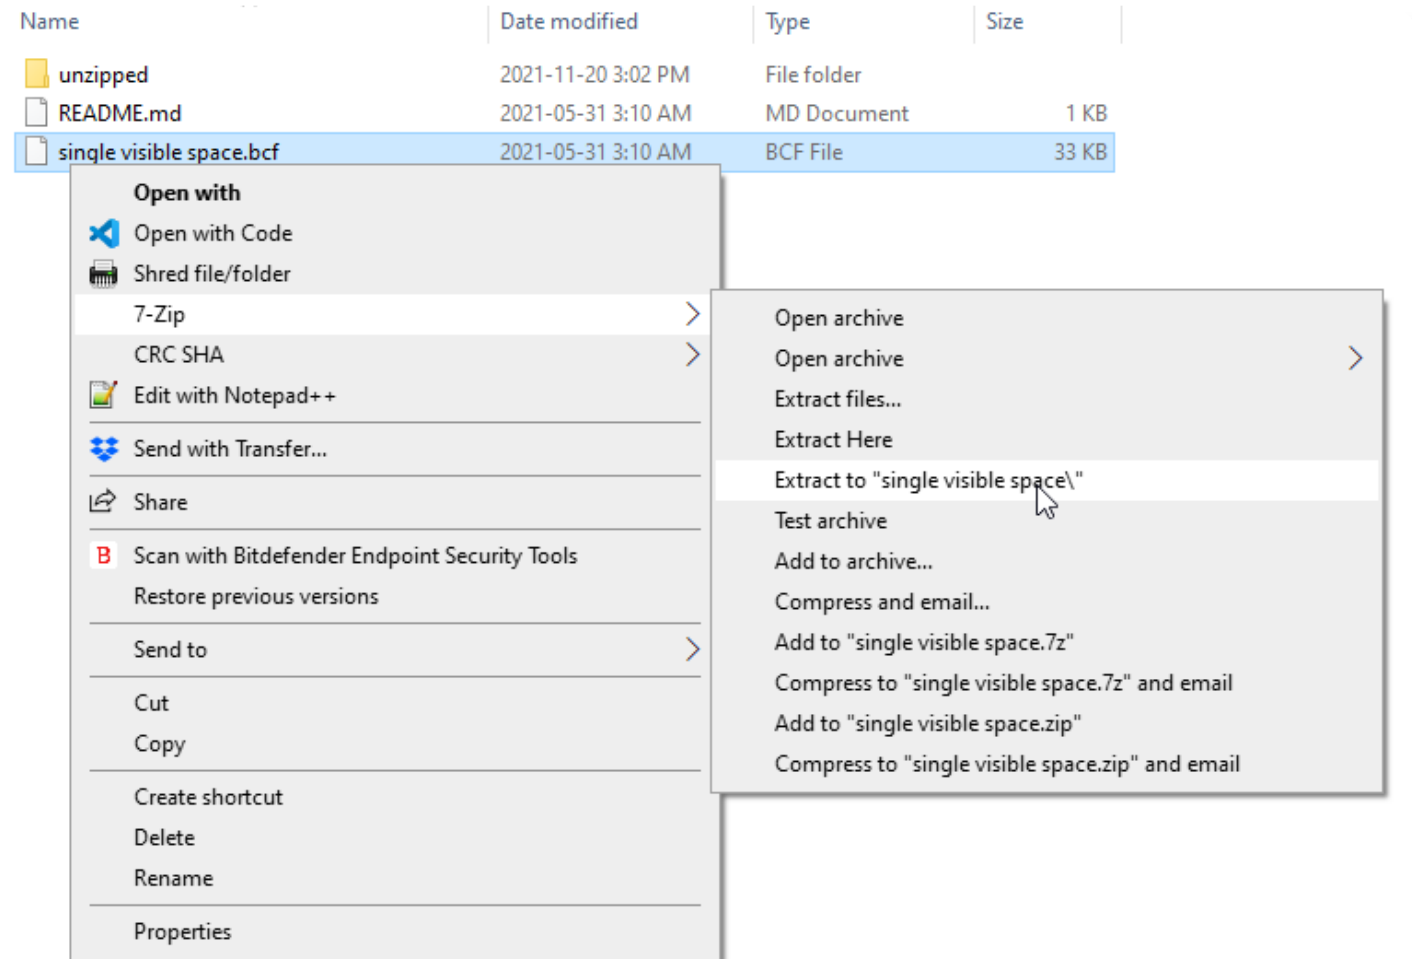 Name Date modified Type Size
unzipped 2021-11-20 3:02 PM File folder
README.md 2021-05-31 3:10 AM MD Document 1 KB
single visible space.bcf 2021-05-31 3:10 AM BCF File 33 KB
Open with
Open with Code
Shred file/folder
7-Zip
CRC SHA
Edit with Notepad++
Send with Transfer...
Share
B Scan with Bitdefender Endpoint Security Tools
Restore previous versions
Send to
Cut
Copy
Create shortcut
Delete
Rename
Properties
Open archive
Open archive
Extract files...
Extract Here
Extract to "single visible space\"
Test archive
Add to archive...
Compress and email...
Add to "single visible space.7z"
Compress to "single visible space.7z" and email
Add to "single visible space.zip"
Compress to "single visible space.zip" and email